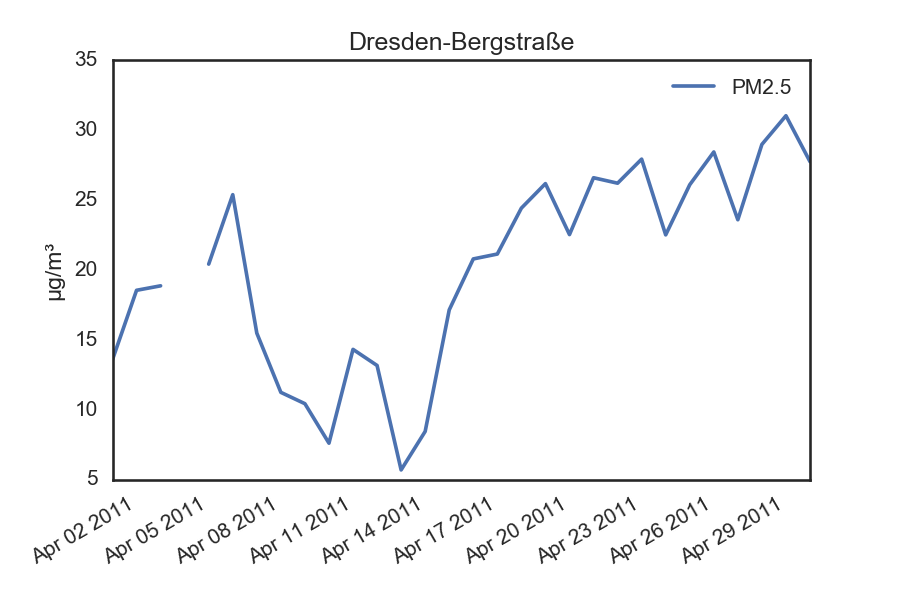 Dresden-Bergstraße
PM2.5
µg/m³
35
30
25
20
15
10
5
Apr 02 2011
Apr 05 2011
Apr 08 2011
Apr 11 2011
Apr 14 2011
Apr 17 2011
Apr 20 2011
Apr 23 2011
Apr 26 2011
Apr 29 2011